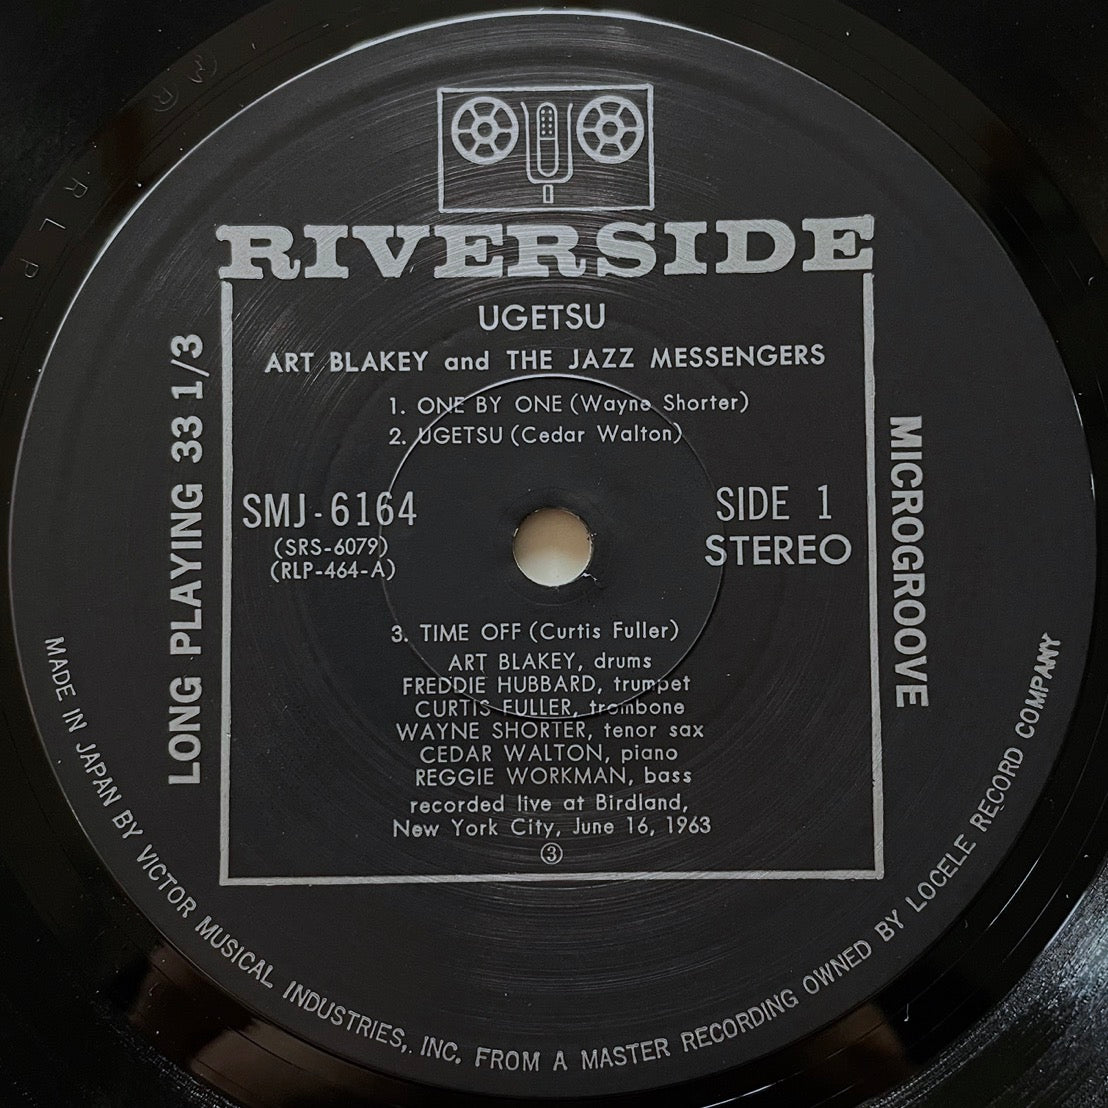 RIVERSIDE
UGETSU
ART BLAKEY and THE JAZZ MESSENGERS
1. ONE BY ONE (Wayne Shorter)
2. UGETSU (Cedar Walton)
SMJ-6164
(SRS-6079)
(RLP-464-A)
SIDE 1
STEREO
3. TIME OFF (Curtis Fuller)
ART BLAKEY, drums
FREDDIE HUBBARD, trumpet
CURTIS FULLER, trombone
WAYNE SHORTER, tenor sax
CEDAR WALTON, piano
REGGIE WORKMAN, bass
recorded live at Birdland,
New York City, June 16, 1963
③
LONG PLAYING 33 1/3
MICROGROOVE
MADE IN JAPAN BY VICTOR MUSICAL INDUSTRIES, INC. FROM A MASTER RECORDING OWNED BY LOCELE RECORD COMPANY
R L P